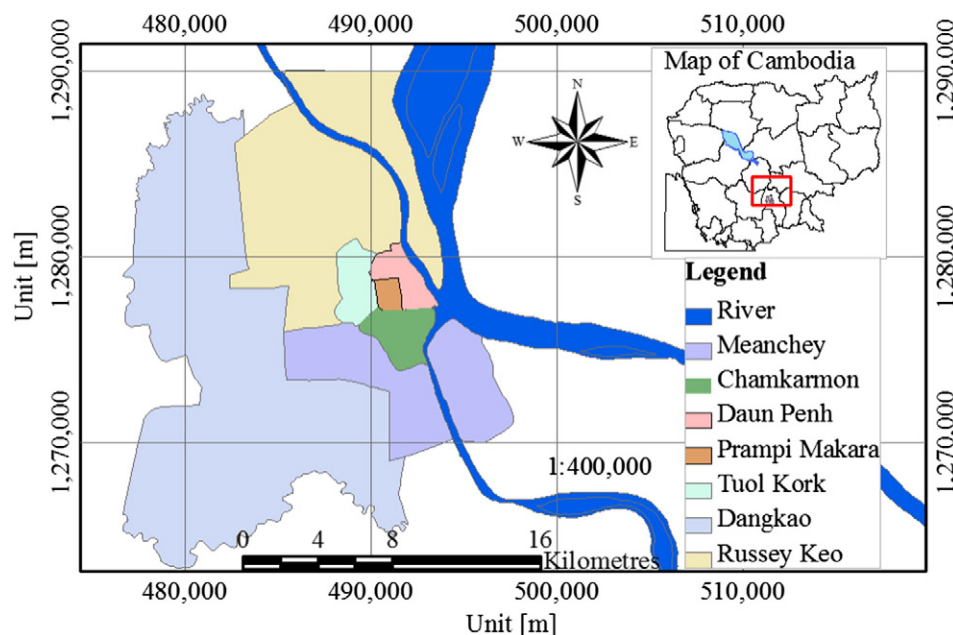 480,000 490,000 500,000 510,000
1,290,000 1,290,000
Map of Cambodia
N
W E
S
1,280,000 1,280,000
Unit [m] Unit [m]
Legend
River
Meanchey
Chamkarmon
Daun Penh
Prampi Makara
Tuol Kork
Dangkao
Russey Keo
1,270,000 1,270,000
1:400,000
0 4 8 16
Kilometres
480,000 490,000 500,000 510,000
Unit [m]